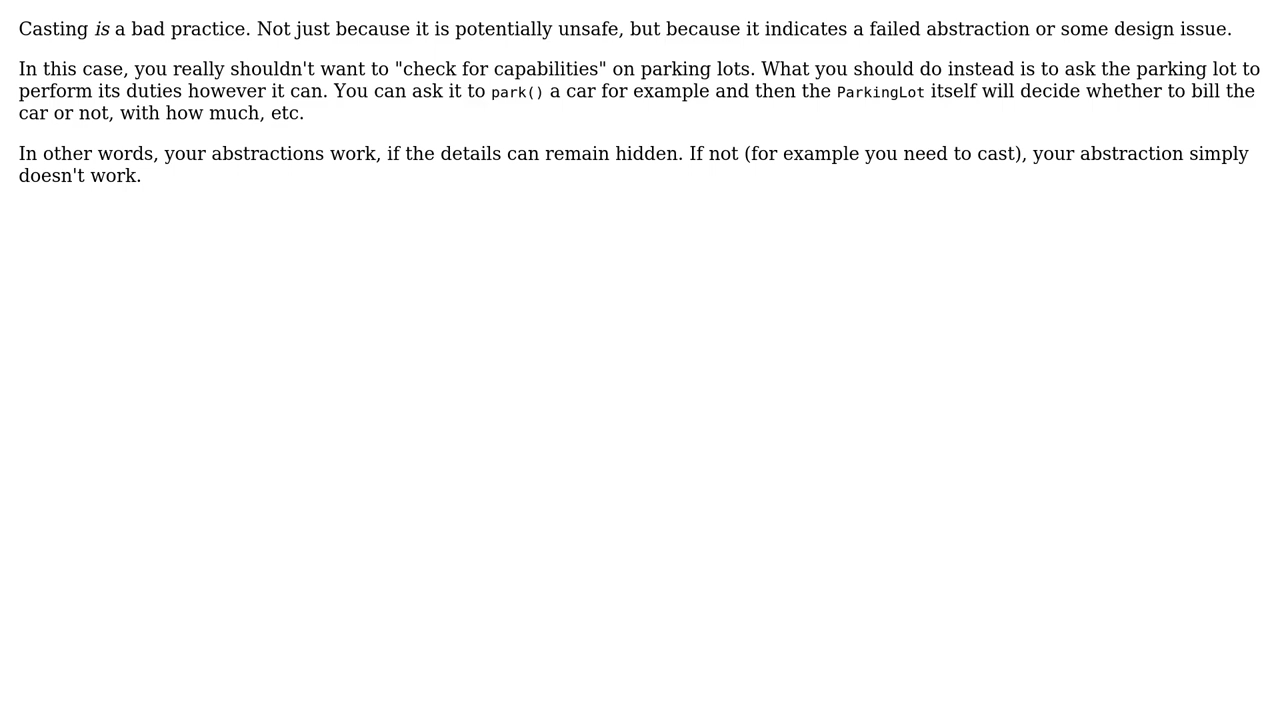 Casting is a bad practice. Not just because it is potentially unsafe, but because it indicates a failed abstraction or some design issue.
In this case, you really shouldn't want to "check for capabilities" on parking lots. What you should do instead is to ask the parking lot to
perform its duties however it can. You can ask it to park() a car for example and then the ParkingLot itself will decide whether to bill the
car or not, with how much, etc.
In other words, your abstractions work, if the details can remain hidden. If not (for example you need to cast), your abstraction simply
doesn't work.